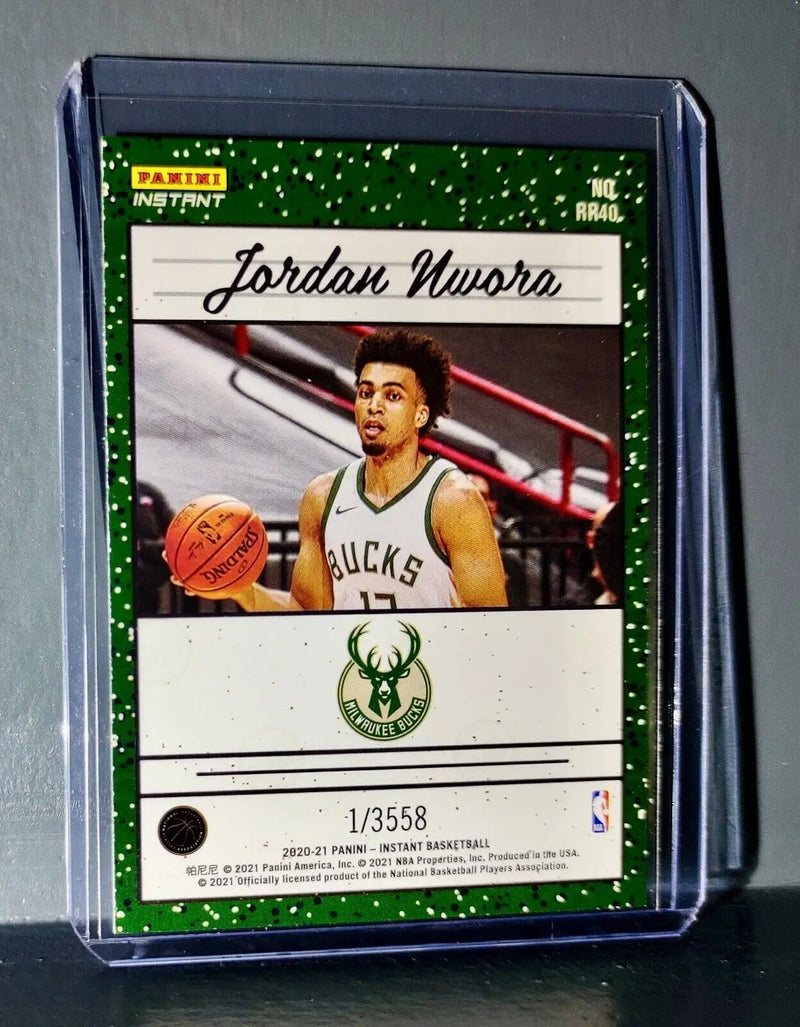 PANINI
INSTANT
NO.
RR40
Jordan Nwora
SPALDING
BUCKS
13
MILWAUKEE BUCKS
1/3558
2020-21 PANINI – INSTANT BASKETBALL
帕尼尼 © 2021 Panini America, Inc. © 2021 NBA Properties, Inc. Produced in the USA.
© 2021 Officially licensed product of the National Basketball Players Association.
NBA